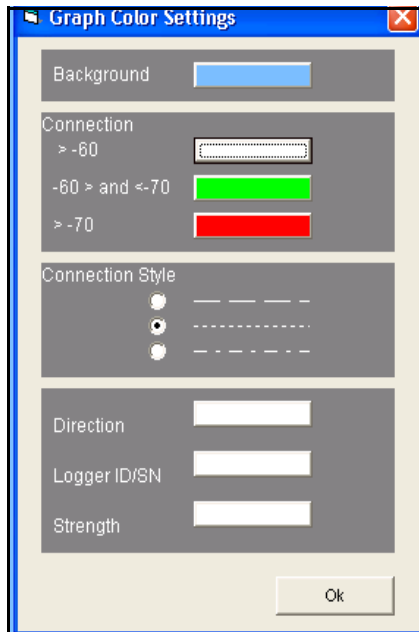 Graph Color Settings
Background
Connection
> -60
-60 > and <-70
> -70
Connection Style
Direction
Logger ID/SN
Strength
Ok